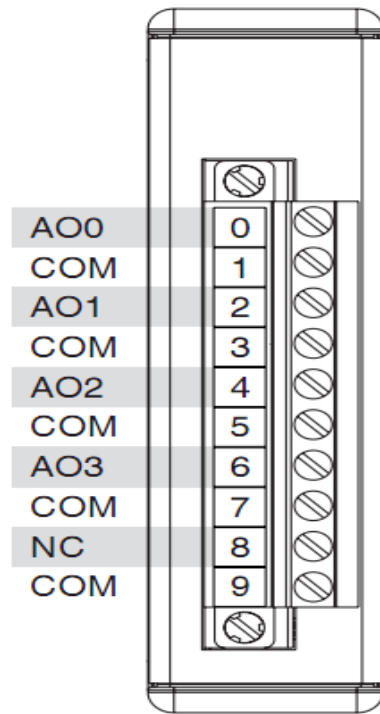 AO0 0
COM 1
AO1 2
COM 3
AO2 4
COM 5
AO3 6
COM 7
NC 8
COM 9